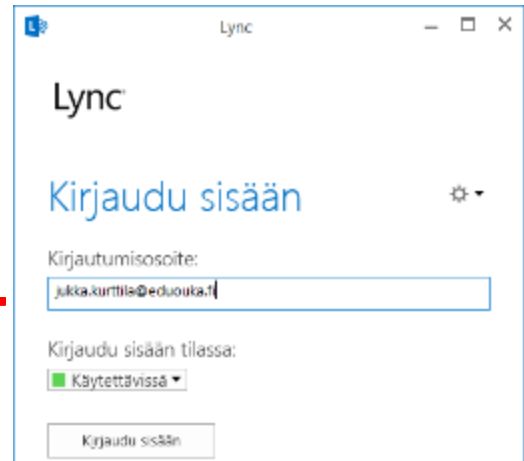 Lync
Lync
Kirjaudu sisään
Kirjautumisosoite:
jukka.kurttila@eduouka.fi
Kirjaudu sisään tilassa:
Käytettävissä
Kirjaudu sisään